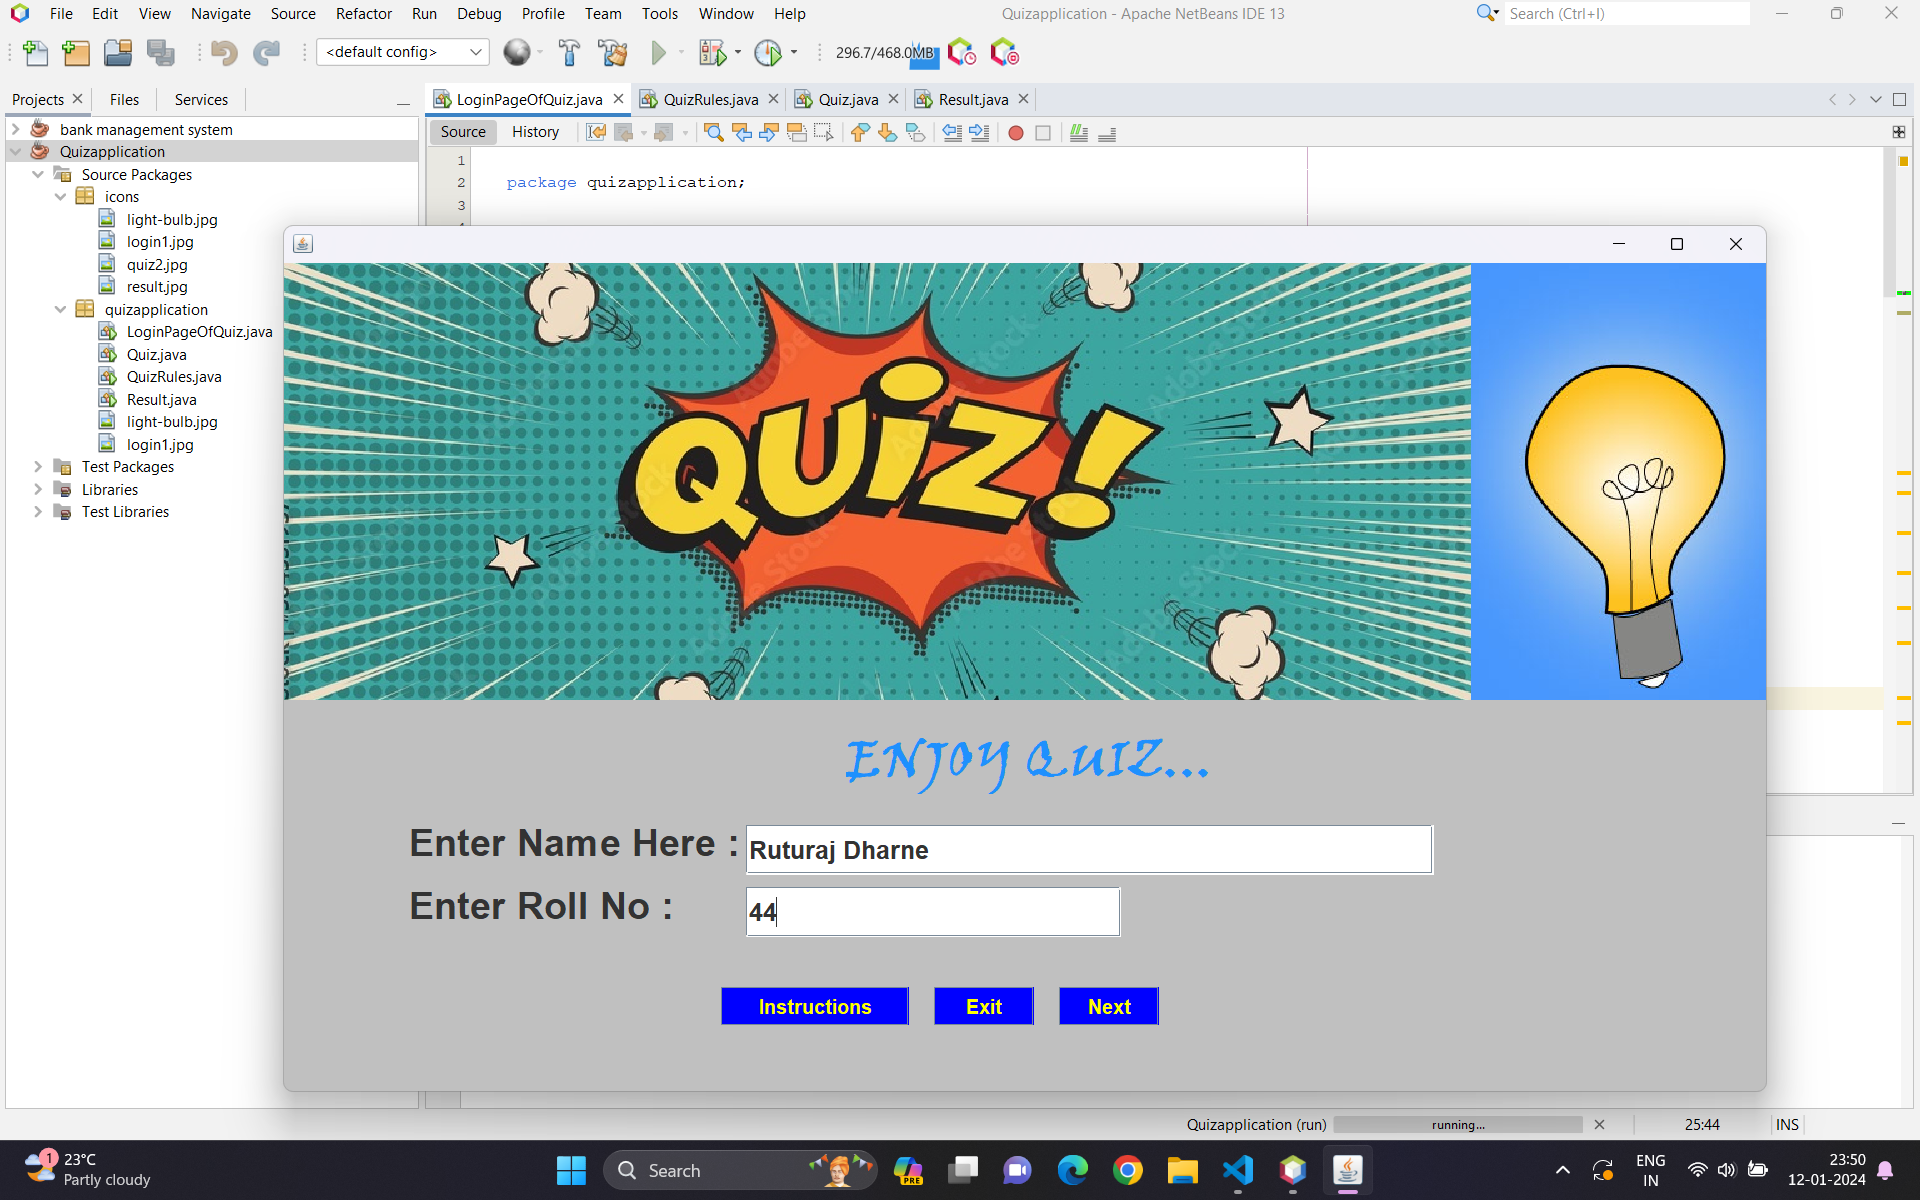 File Edit View Navigate Source Refactor Run Debug Profile Team Tools Window Help
Quizapplication - Apache NetBeans IDE 13
Search (Ctrl+I)
<default config>
296.7/468.0MB
Projects Files Services
LoginPageOfQuiz.java QuizRules.java Quiz.java Result.java
Source History
bank management system
Quizapplication
Source Packages
icons
light-bulb.jpg
login1.jpg
quiz2.jpg
result.jpg
quizapplication
LoginPageOfQuiz.java
Quiz.java
QuizRules.java
Result.java
light-bulb.jpg
login1.jpg
Test Packages
Libraries
Test Libraries
1
2 package quizapplication;
3
QUiZ!
ENJOY QUIZ...
Enter Name Here : Ruturaj Dharne
Enter Roll No : 44
Instructions Exit Next
Quizapplication (run) running... 25:44 INS
1 23°C
Partly cloudy
Search
PRE
ENG
IN
23:50
12-01-2024